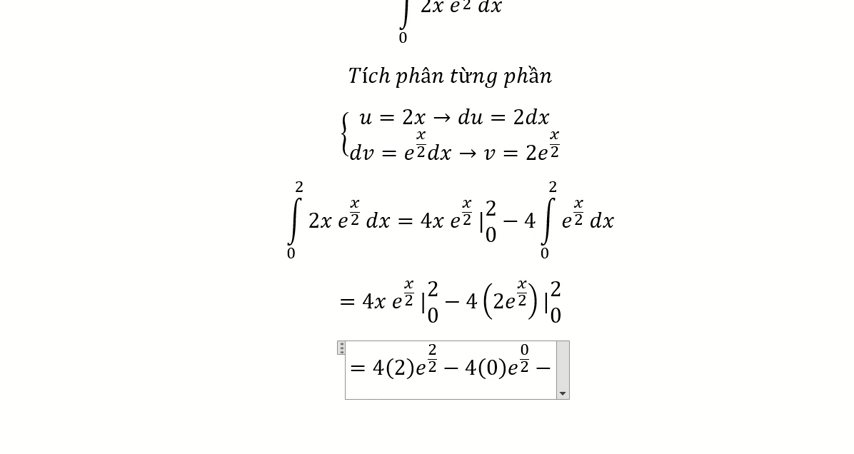 ∫₀ 2x e^(x/2) dx
Tích phân từng phần
{ u = 2x → du = 2dx
dv = e^(x/2)dx → v = 2e^(x/2)
∫₀² 2x e^(x/2) dx = 4x e^(x/2) |₀² − 4 ∫₀² e^(x/2) dx
= 4x e^(x/2) |₀² − 4 (2e^(x/2)) |₀²
= 4(2)e^(2/2) − 4(0)e^(0/2) −